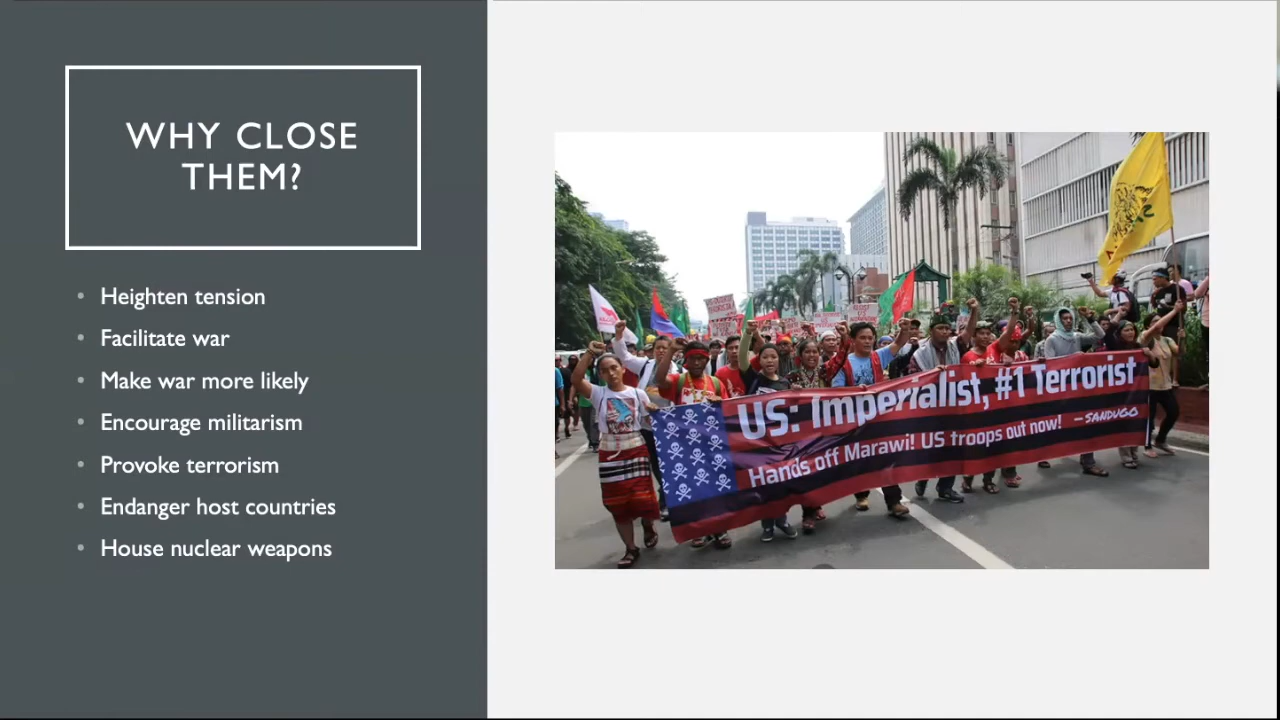 WHY CLOSE
THEM?
• Heighten tension
• Facilitate war
• Make war more likely
• Encourage militarism
• Provoke terrorism
• Endanger host countries
• House nuclear weapons
US: Imperialist, #1 Terrorist
Hands off Marawi! US troops out now! – SANDUGO